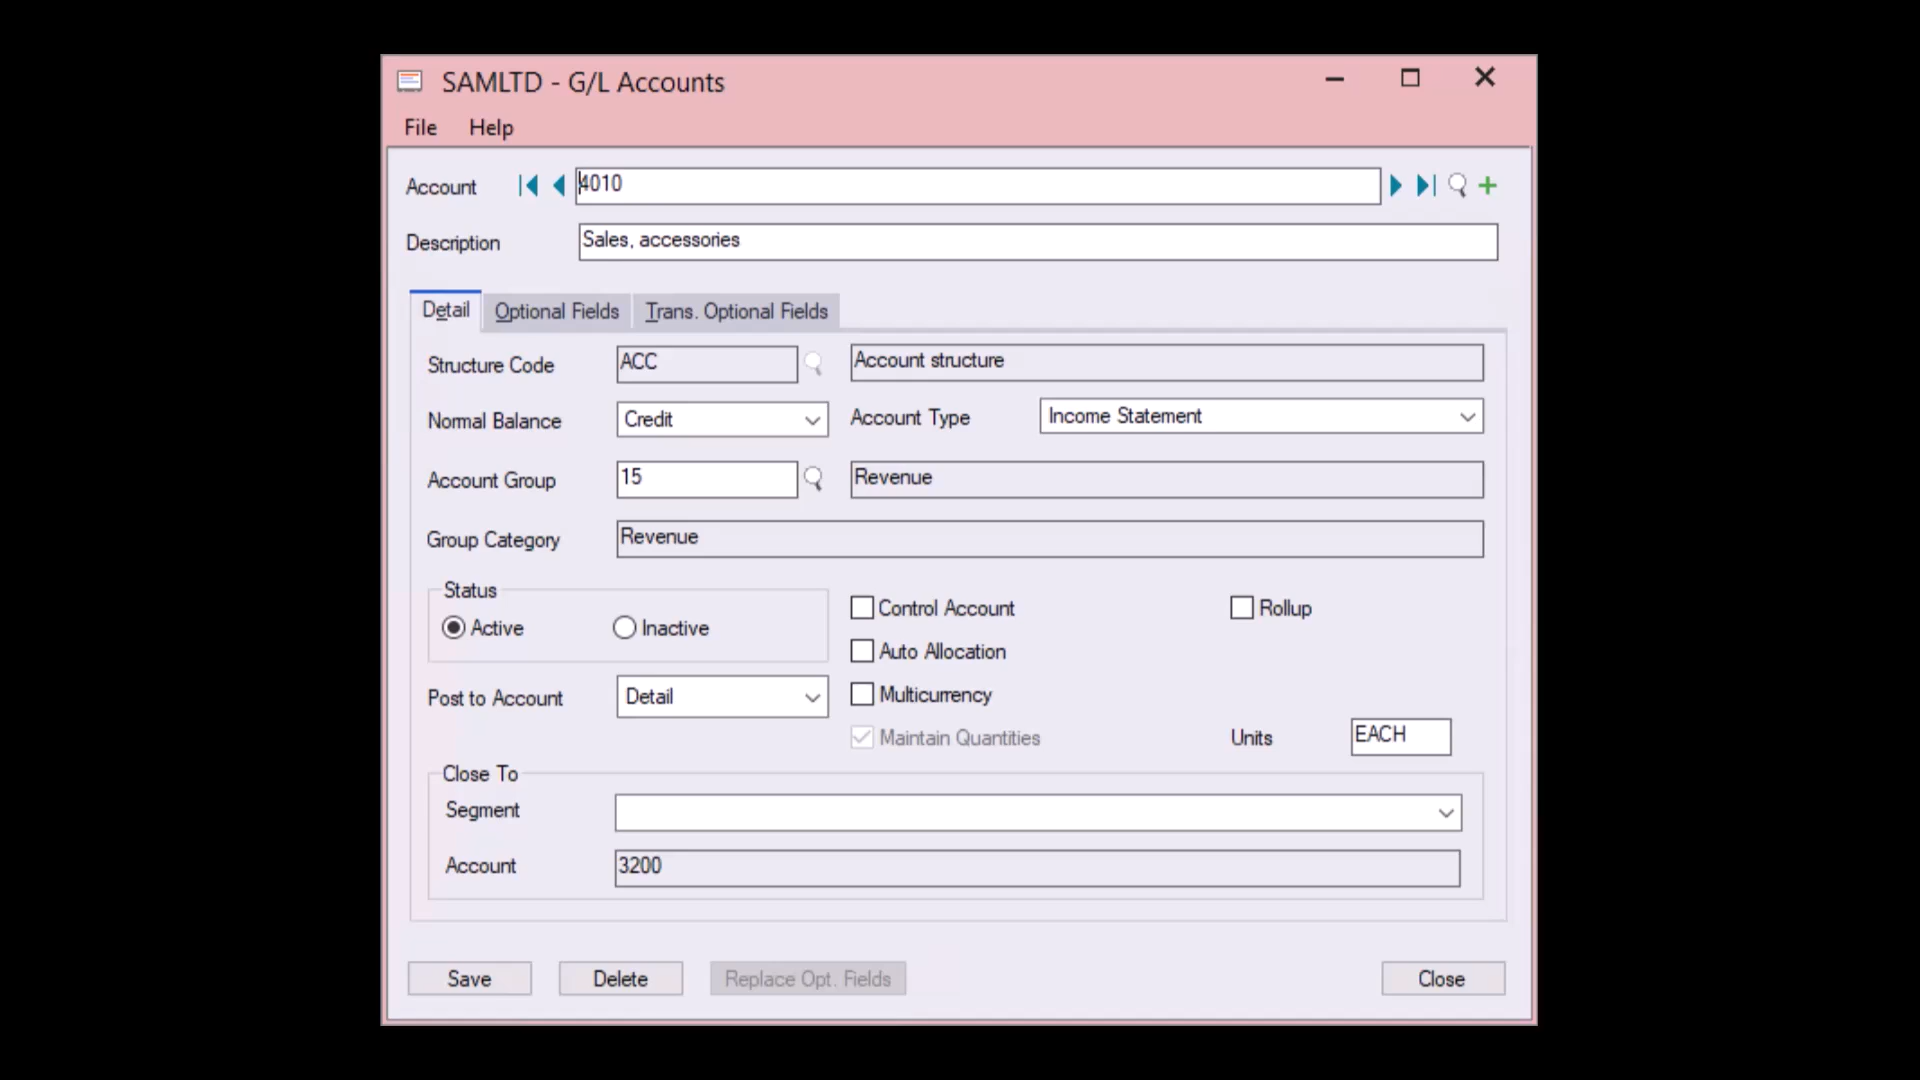 SAMLTD - G/L Accounts
File Help
Account 4010
Description Sales, accessories
Detail Optional Fields Trans. Optional Fields
Structure Code ACC Account structure
Normal Balance Credit Account Type Income Statement
Account Group 15 Revenue
Group Category Revenue
Status
Active Inactive
Control Account Rollup
Auto Allocation
Post to Account Detail Multicurrency
Maintain Quantities Units EACH
Close To
Segment
Account 3200
Save Delete Replace Opt. Fields Close